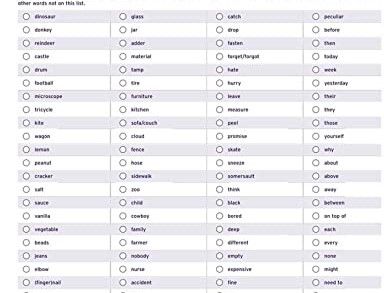 other words not on this list.
dinosaur glass catch peculiar
donkey jar drop before
reindeer adder fasten then
castle material forget/forgot today
drum tamp hate week
football tire hurry yesterday
microscope furniture leave their
tricycle kitchen measure they
kite sofa/couch peel those
wagon cloud promise yourself
lemon fence skate why
peanut hose sneeze about
cracker sidewalk somersault above
salt zoo think away
sauce child black between
vanilla cowboy bored on top of
vegetable family deep each
beads farmer different every
jeans nobody empty none
elbow nurse expensive might
(finger)nail accident fine need to